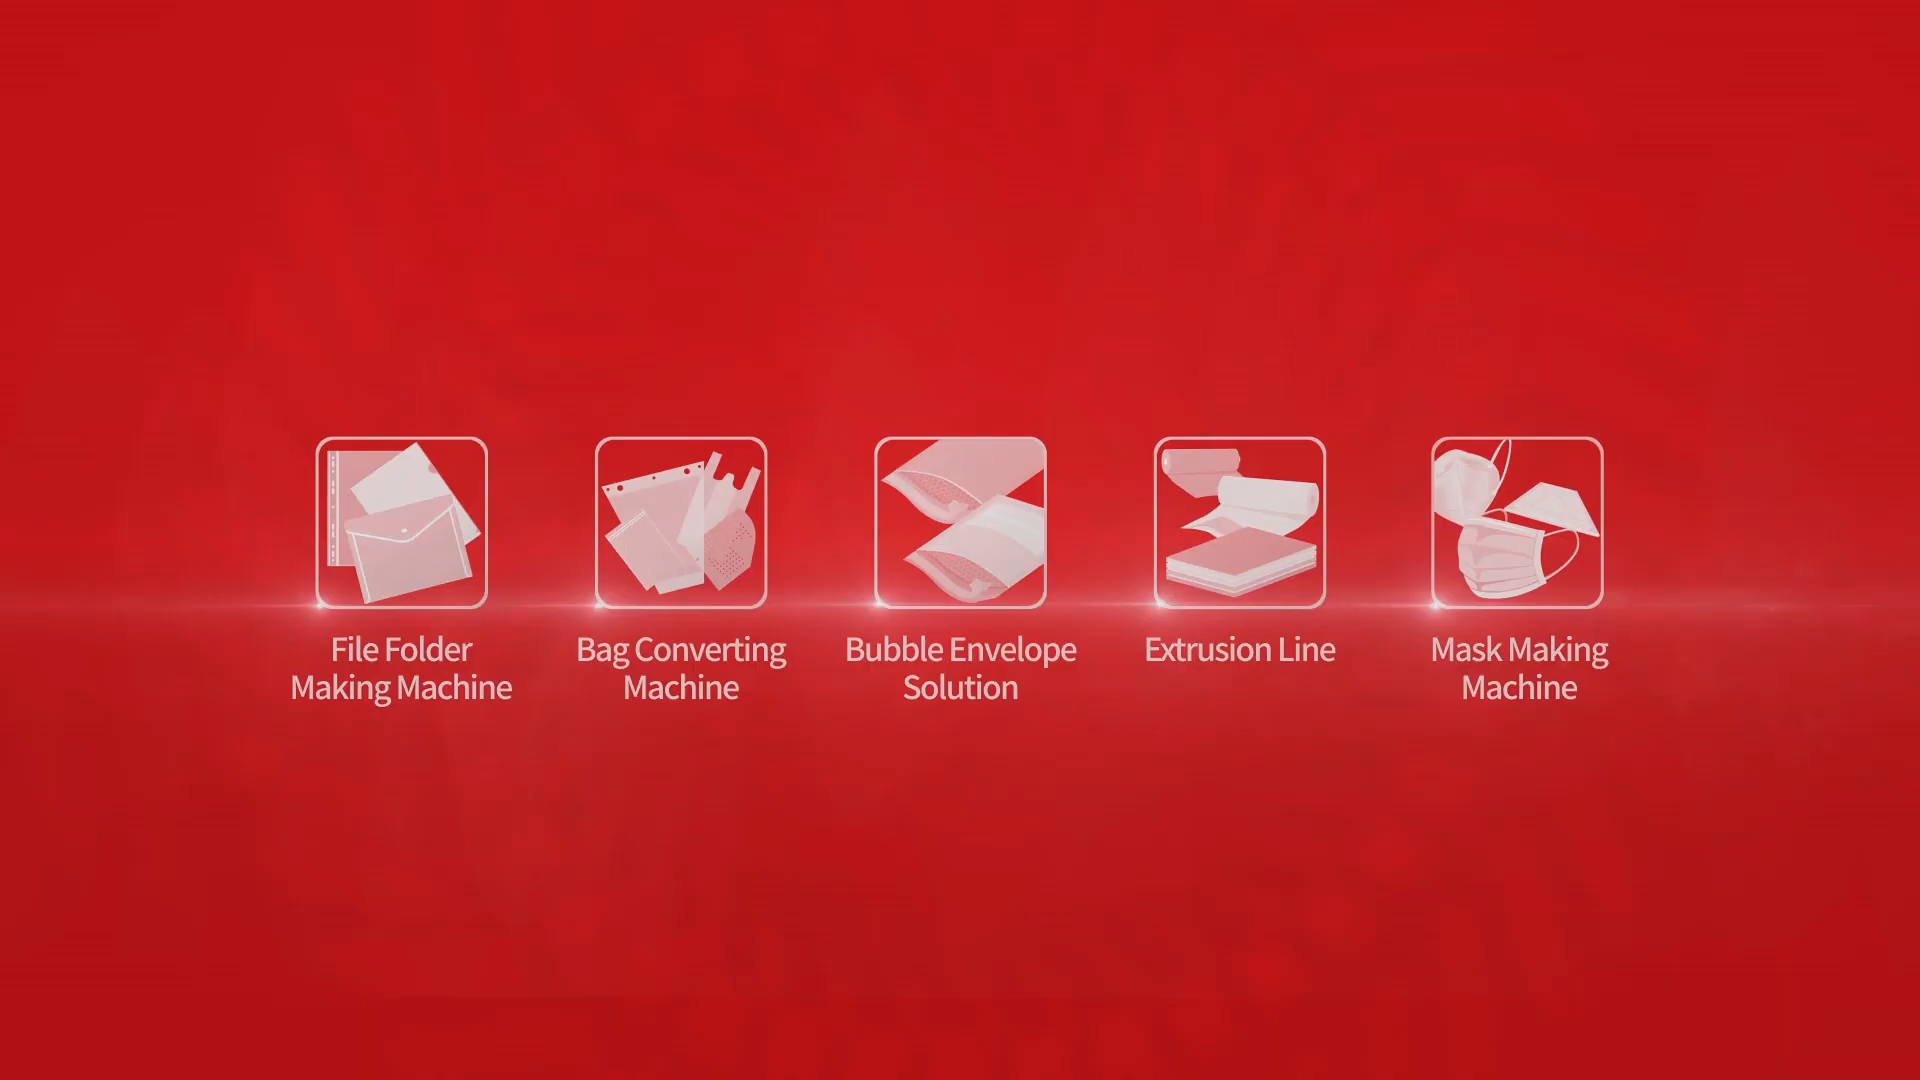 File Folder
Making Machine
Bag Converting
Machine
Bubble Envelope
Solution
Extrusion Line
Mask Making
Machine